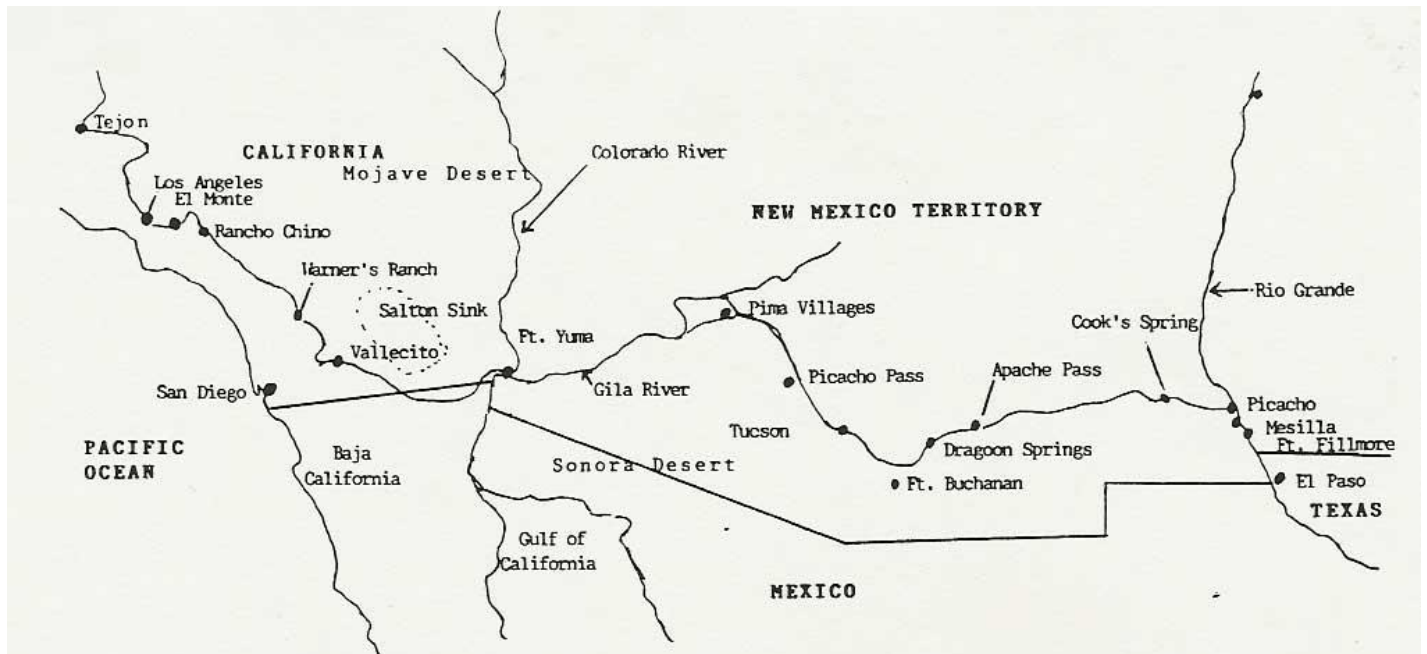 Tejon
CALIFORNIA
Mojave Desert
Colorado River
Los Angeles
El Monte
Rancho Chino
NEW MEXICO TERRITORY
Warner's Ranch
Salton Sink
Pima Villages
Rio Grande
Cook's Spring
Ft. Yuma
Vallecito
San Diego
Gila River
Picacho Pass
Apache Pass
Picacho
Mesilla
Ft. Fillmore
Tucson
Dragoon Springs
PACIFIC
OCEAN
Baja
California
Sonora Desert
Ft. Buchanan
El Paso
TEXAS
Gulf of
California
MEXICO